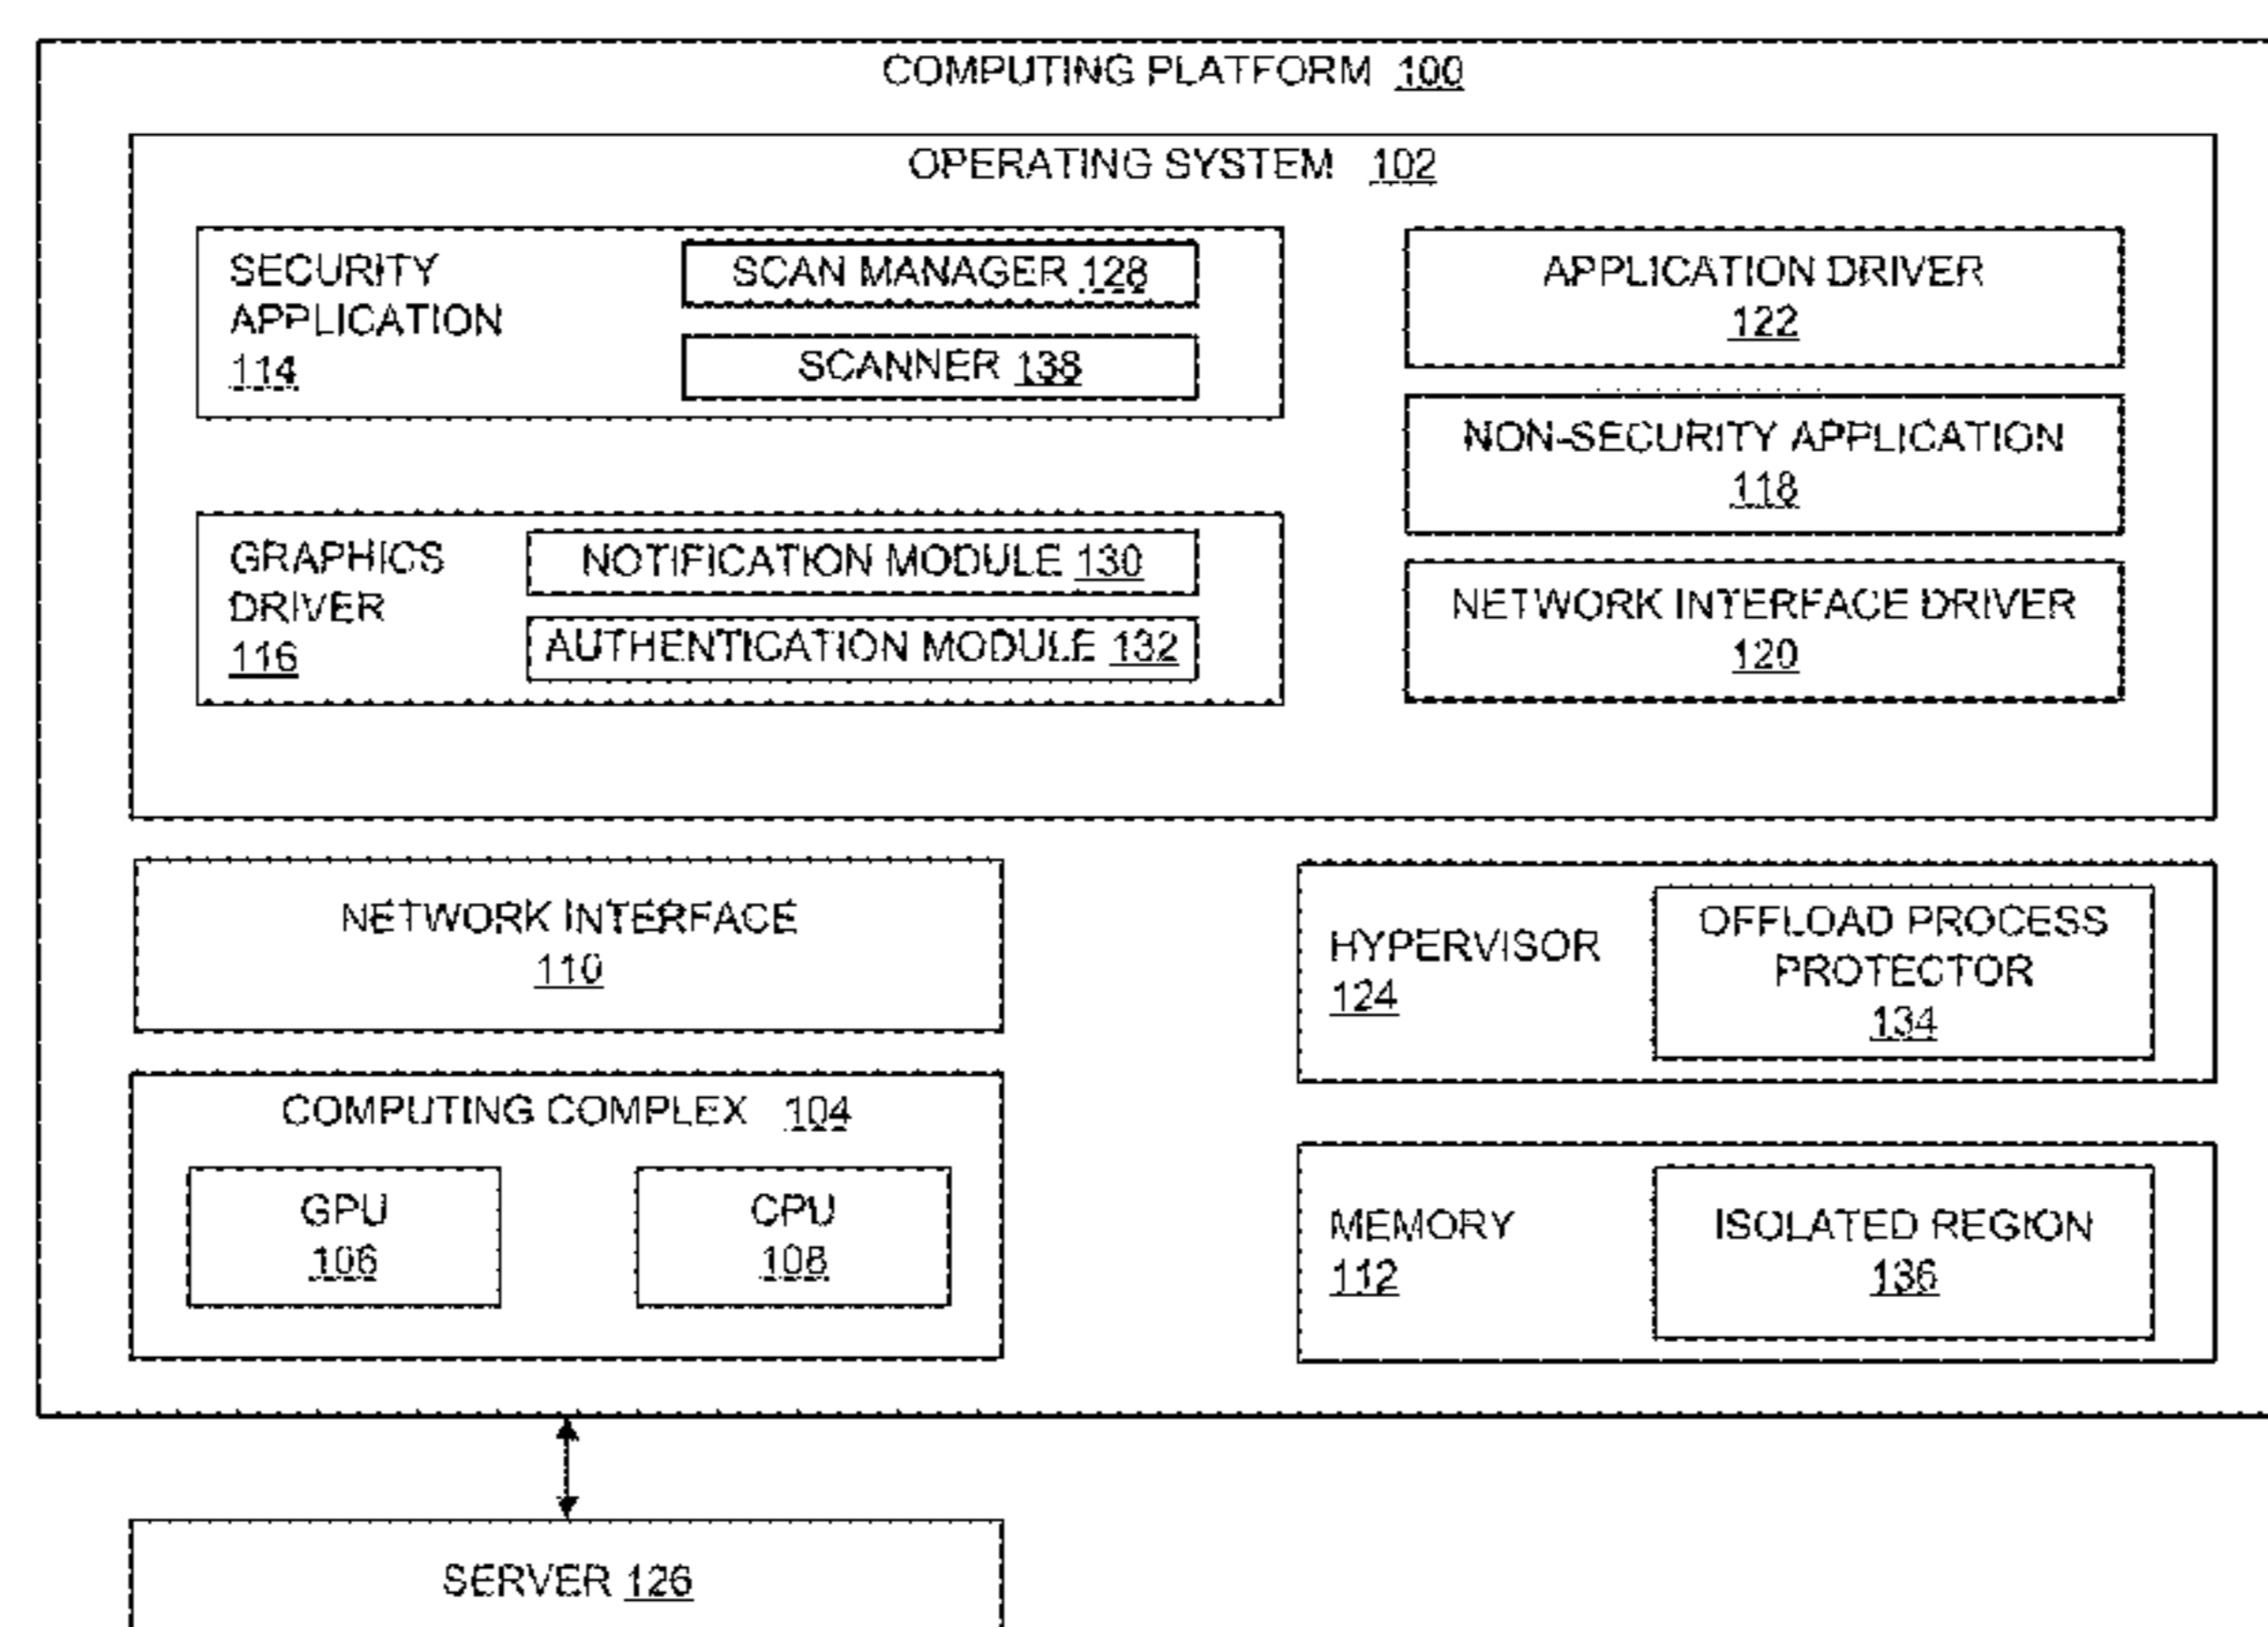 COMPUTING PLATFORM 100
OPERATING SYSTEM 102
SECURITY
APPLICATION
114
SCAN MANAGER 128
SCANNER 138
APPLICATION DRIVER
122
NON-SECURITY APPLICATION
118
GRAPHICS
DRIVER
116
NOTIFICATION MODULE 130
AUTHENTICATION MODULE 132
NETWORK INTERFACE DRIVER
120
NETWORK INTERFACE
110
HYPERVISOR
124
OFFLOAD PROCESS
PROTECTOR
134
COMPUTING COMPLEX 104
GPU
106
CPU
108
MEMORY
112
ISOLATED REGION
136
SERVER 126